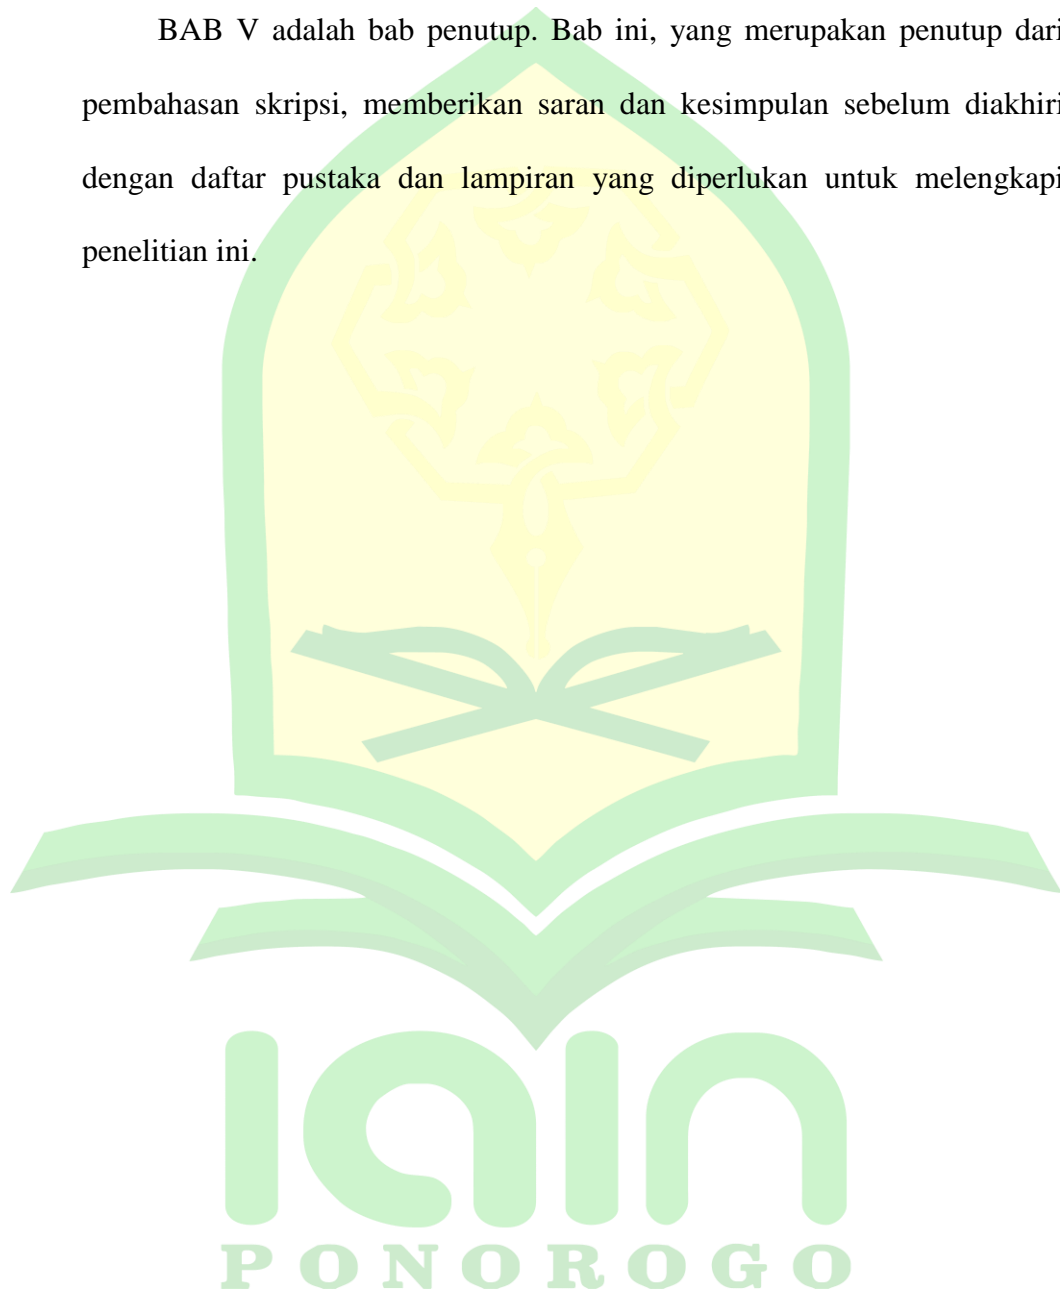 BAB V adalah bab penutup. Bab ini, yang merupakan penutup dari
pembahasan skripsi, memberikan saran dan kesimpulan sebelum diakhiri
dengan daftar pustaka dan lampiran yang diperlukan untuk melengkapi
penelitian ini.
iain
PONOROGO